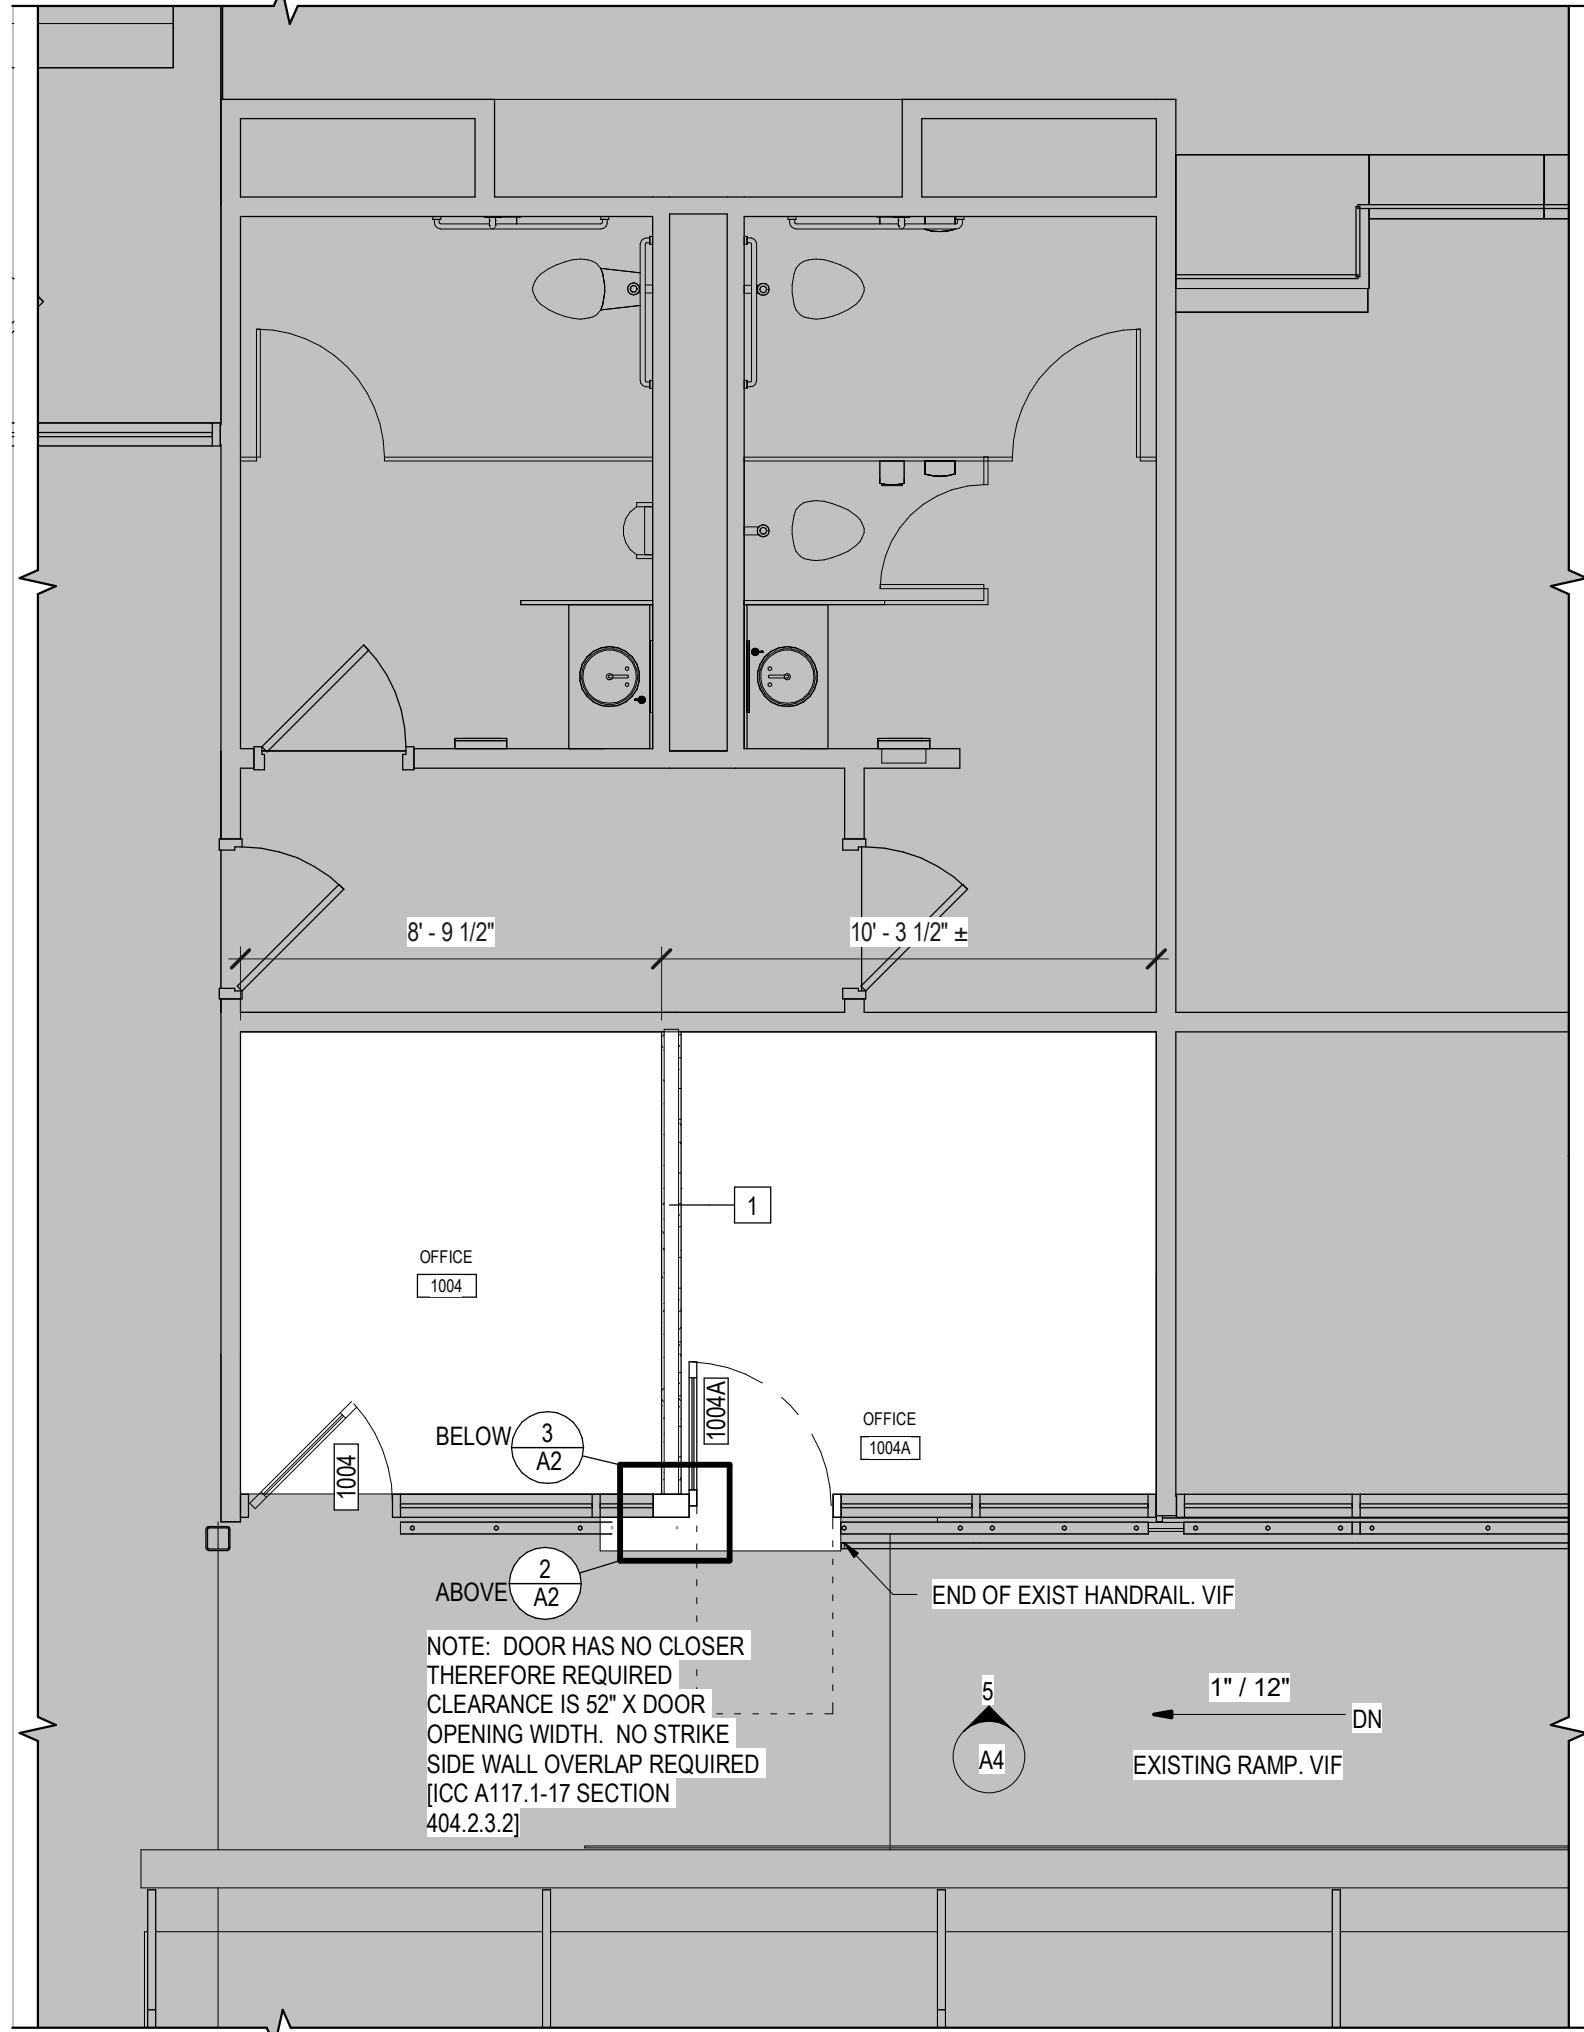 8' - 9 1/2"
10' - 3 1/2" ±
1
OFFICE
1004
1004A
OFFICE
1004A
BELOW
3
A2
1004
ABOVE
2
A2
END OF EXIST HANDRAIL. VIF
NOTE: DOOR HAS NO CLOSER
THEREFORE REQUIRED
CLEARANCE IS 52" X DOOR
OPENING WIDTH. NO STRIKE
SIDE WALL OVERLAP REQUIRED
[ICC A117.1-17 SECTION
404.2.3.2]
5
A4
1" / 12"
DN
EXISTING RAMP. VIF